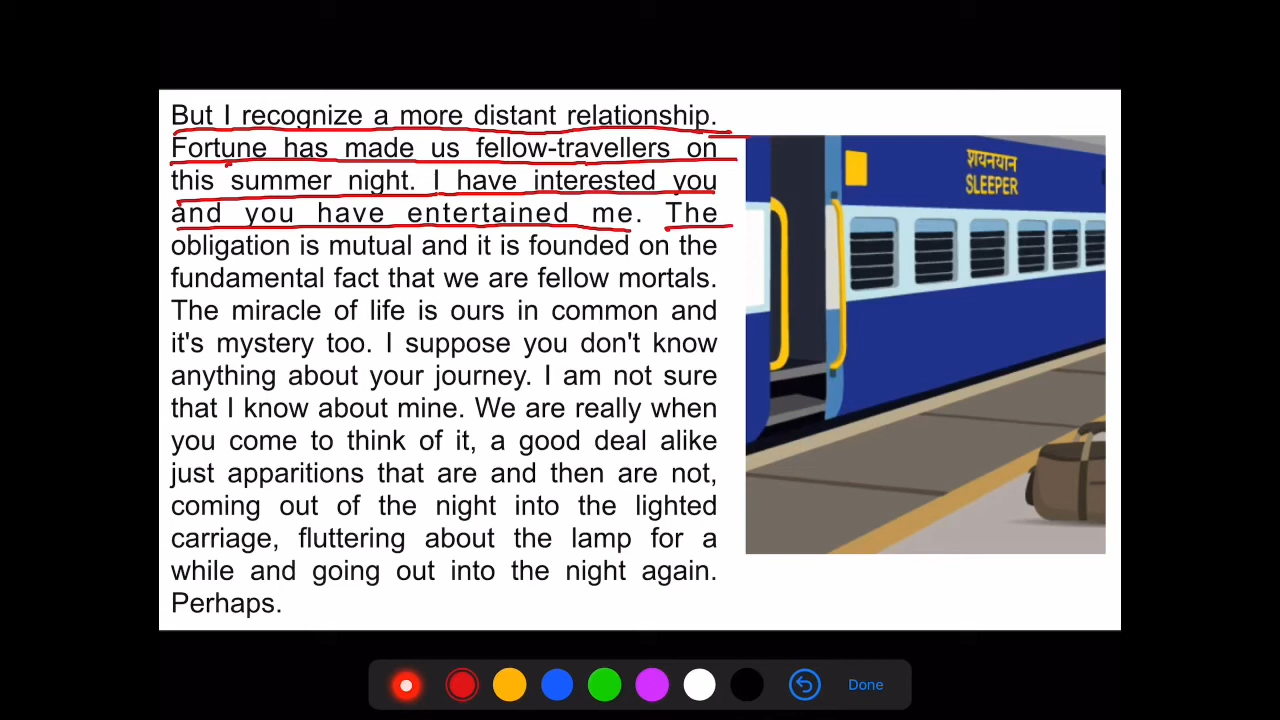 But I recognize a more distant relationship.
Fortune has made us fellow-travellers on
this summer night. I have interested you
and you have entertained me. The
obligation is mutual and it is founded on the
fundamental fact that we are fellow mortals.
The miracle of life is ours in common and
it's mystery too. I suppose you don't know
anything about your journey. I am not sure
that I know about mine. We are really when
you come to think of it, a good deal alike
just apparitions that are and then are not,
coming out of the night into the lighted
carriage, fluttering about the lamp for a
while and going out into the night again.
Perhaps.
शयनयान
SLEEPER
Done